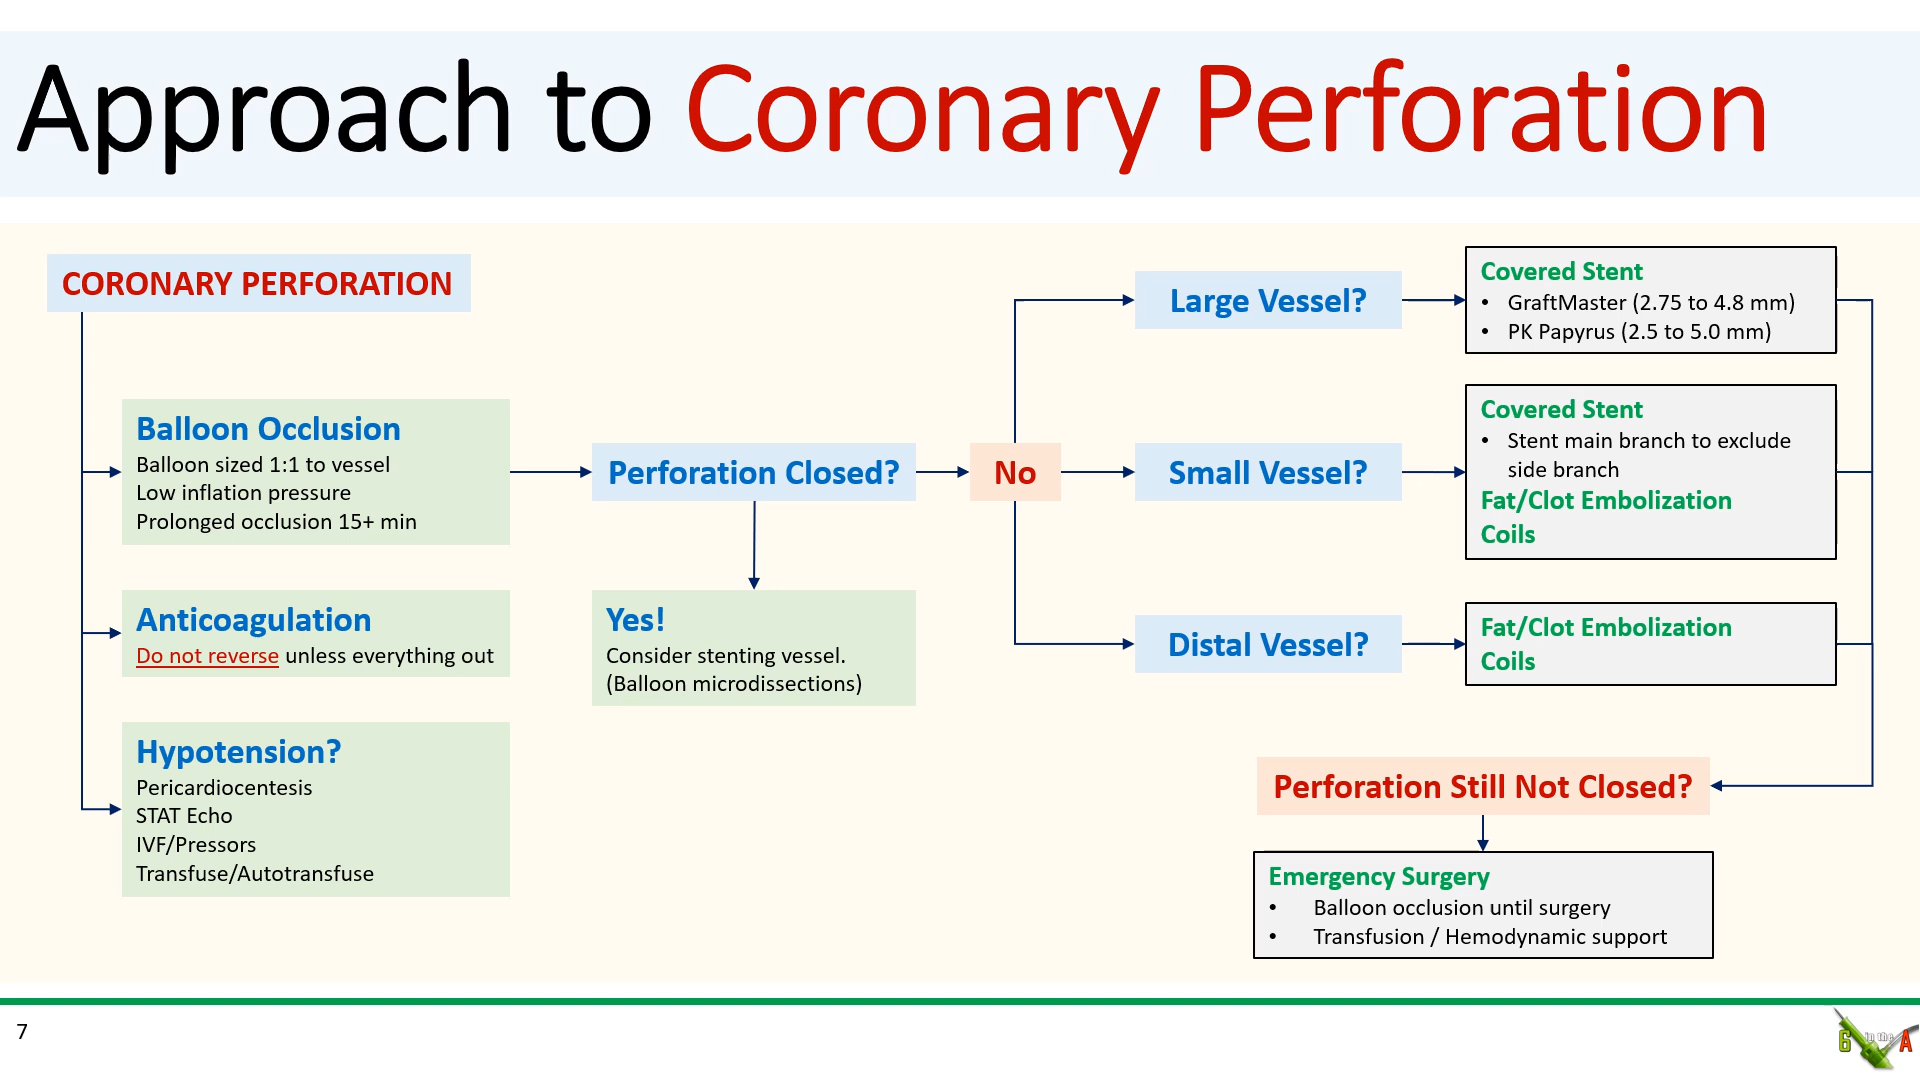 Approach to Coronary Perforation
CORONARY PERFORATION
Balloon Occlusion
Balloon sized 1:1 to vessel
Low inflation pressure
Prolonged occlusion 15+ min
Anticoagulation
Do not reverse unless everything out
Hypotension?
Pericardiocentesis
STAT Echo
IVF/Pressors
Transfuse/Autotransfuse
Perforation Closed?
Yes!
Consider stenting vessel.
(Balloon microdissections)
No
Large Vessel?
Covered Stent
• GraftMaster (2.75 to 4.8 mm)
• PK Papyrus (2.5 to 5.0 mm)
Small Vessel?
Covered Stent
• Stent main branch to exclude
side branch
Fat/Clot Embolization
Coils
Distal Vessel?
Fat/Clot Embolization
Coils
Perforation Still Not Closed?
Emergency Surgery
• Balloon occlusion until surgery
• Transfusion / Hemodynamic support
7
6 in the A